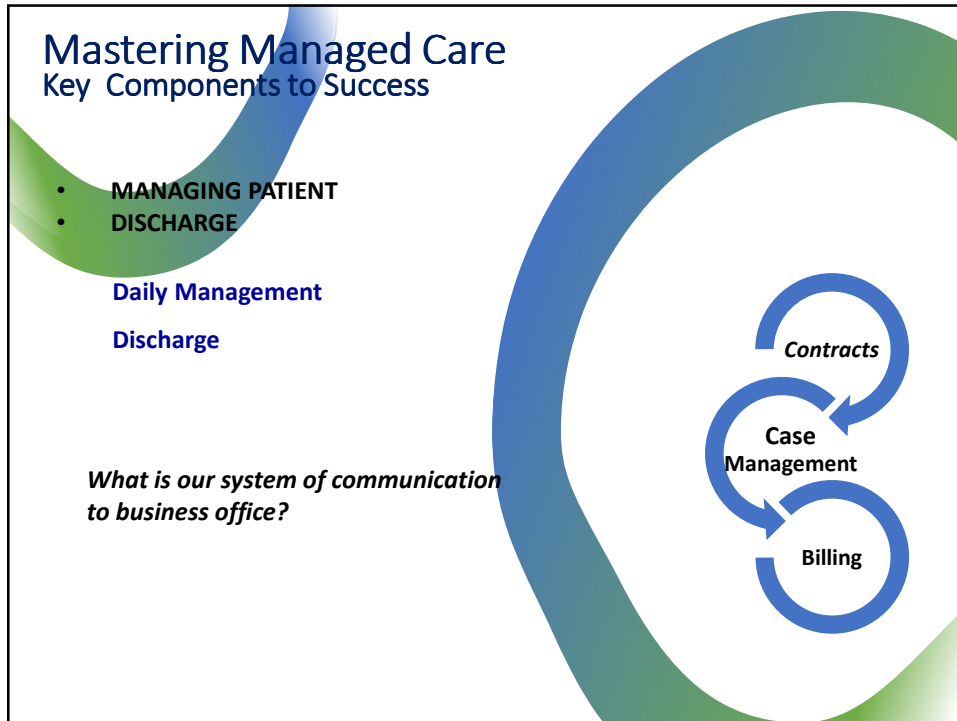 Mastering Managed Care
Key Components to Success
• MANAGING PATIENT
• DISCHARGE
Daily Management
Discharge
What is our system of communication
to business office?
Contracts
Case
Management
Billing